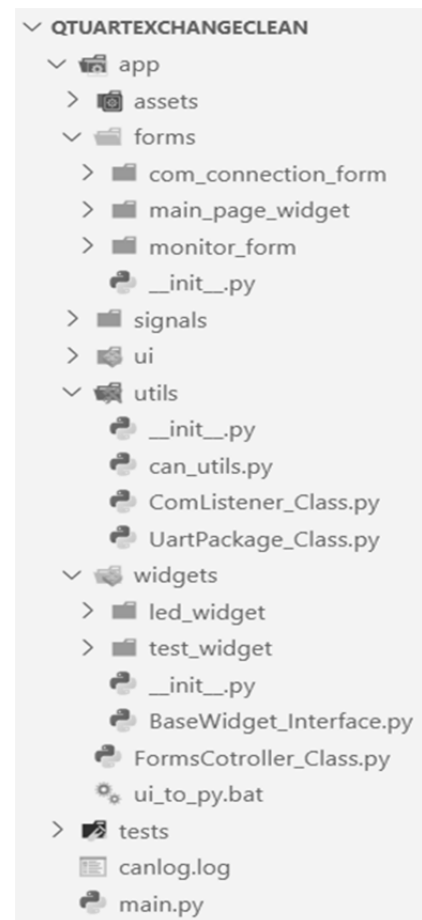 QTUARTEXCHANGECLEAN
app
assets
forms
com_connection_form
main_page_widget
monitor_form
__init__.py
signals
ui
utils
__init__.py
can_utils.py
ComListener_Class.py
UartPackage_Class.py
widgets
led_widget
test_widget
__init__.py
BaseWidget_Interface.py
FormsCotroller_Class.py
ui_to_py.bat
tests
canlog.log
main.py